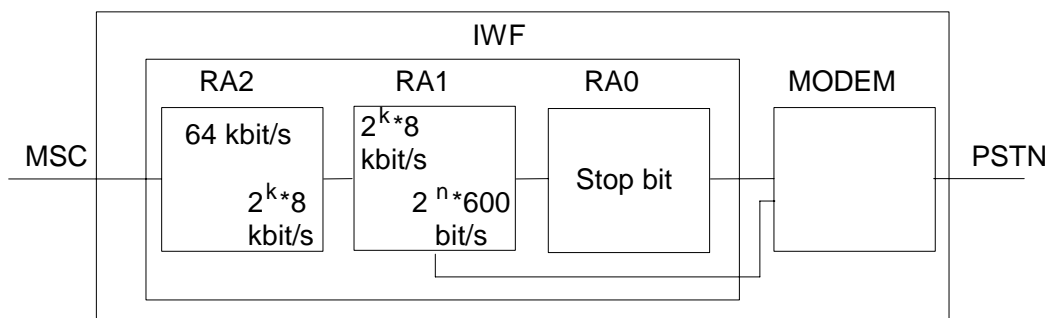 IWF
RA2 RA1 RA0 MODEM
64 kbit/s
2^k*8
kbit/s
2^k*8
kbit/s
2^n*600
bit/s
Stop bit
MSC
PSTN